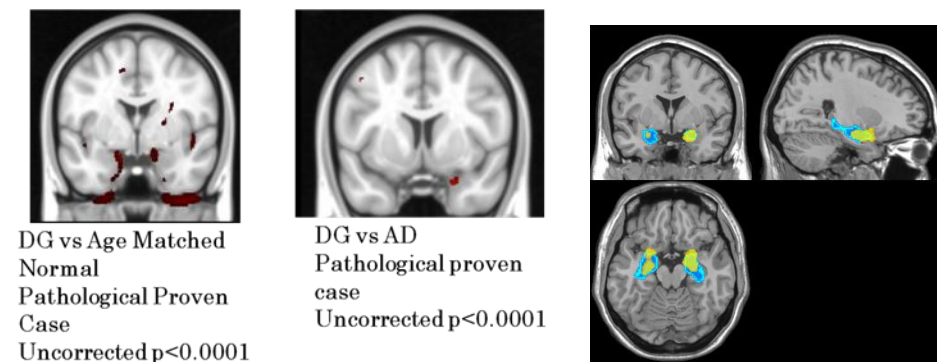 DG vs Age Matched
Normal
Pathological Proven
Case
Uncorrected p<0.0001
DG vs AD
Pathological proven
case
Uncorrected p<0.0001